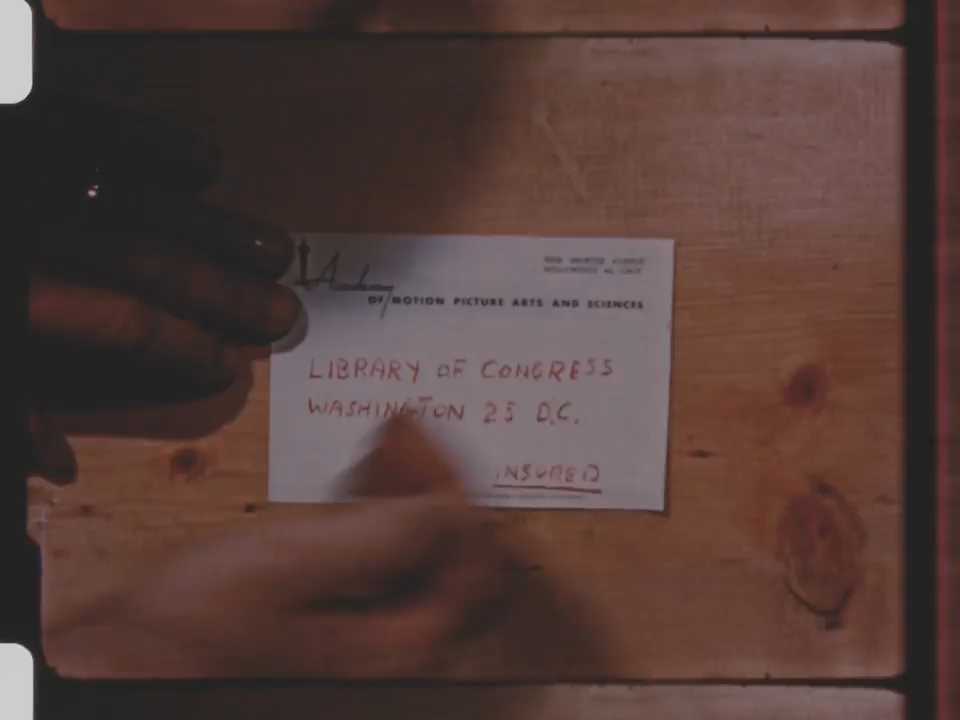 Academy
OF MOTION PICTURE ARTS AND SCIENCES
LIBRARY OF CONGRESS
WASHINGTON 25 D.C.
INSURED